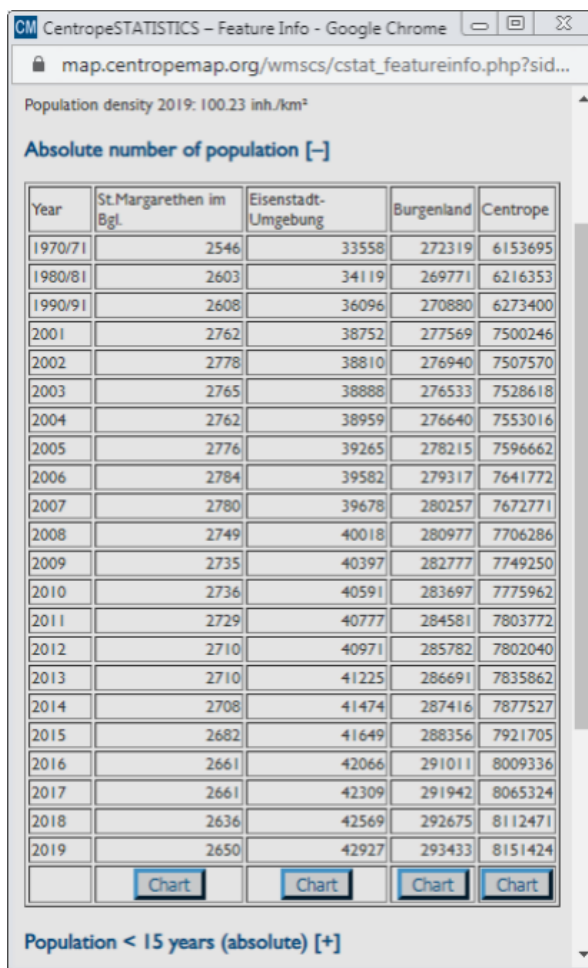 CM CentropeSTATISTICS – Feature Info - Google Chrome
map.centropemap.org/wmscs/cstat_featureinfo.php?sid...
Population density 2019: 100.23 inh./km²
Absolute number of population [–]
Year St.Margarethen im Bgl. Eisenstadt-Umgebung Burgenland Centrope
1970/71 2546 33558 272319 6153695
1980/81 2603 34119 269771 6216353
1990/91 2608 36096 270880 6273400
2001 2762 38752 277569 7500246
2002 2778 38810 276940 7507570
2003 2765 38888 276533 7528618
2004 2762 38959 276640 7553016
2005 2776 39265 278215 7596662
2006 2784 39582 279317 7641772
2007 2780 39678 280257 7672771
2008 2749 40018 280977 7706286
2009 2735 40397 282777 7749250
2010 2736 40591 283697 7775962
2011 2729 40777 284581 7803772
2012 2710 40971 285782 7802040
2013 2710 41225 286691 7835862
2014 2708 41474 287416 7877527
2015 2682 41649 288356 7921705
2016 2661 42066 291011 8009336
2017 2661 42309 291942 8065324
2018 2636 42569 292675 8112471
2019 2650 42927 293433 8151424
Chart Chart Chart Chart
Population < 15 years (absolute) [+]